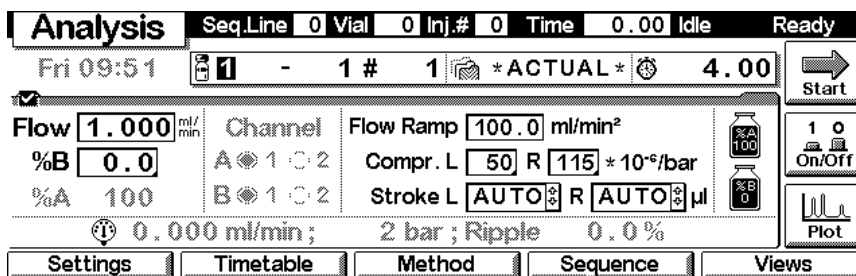 Analysis Seq.Line 0 Vial 0 Inj.# 0 Time 0.00 Idle Ready
Fri 09:51 1 - 1 # 1 *ACTUAL* 4.00 Start
Flow 1.000 ml/min Channel Flow Ramp 100.0 ml/min² %A 100 1 0
%B 0.0 A 1 2 Compr. L 50 R 115 *10⁻⁶/bar On/Off
%A 100 B 1 2 Stroke L AUTO R AUTO µl %B 0
0.000 ml/min ; 2 bar ; Ripple 0.0 % Plot
Settings Timetable Method Sequence Views